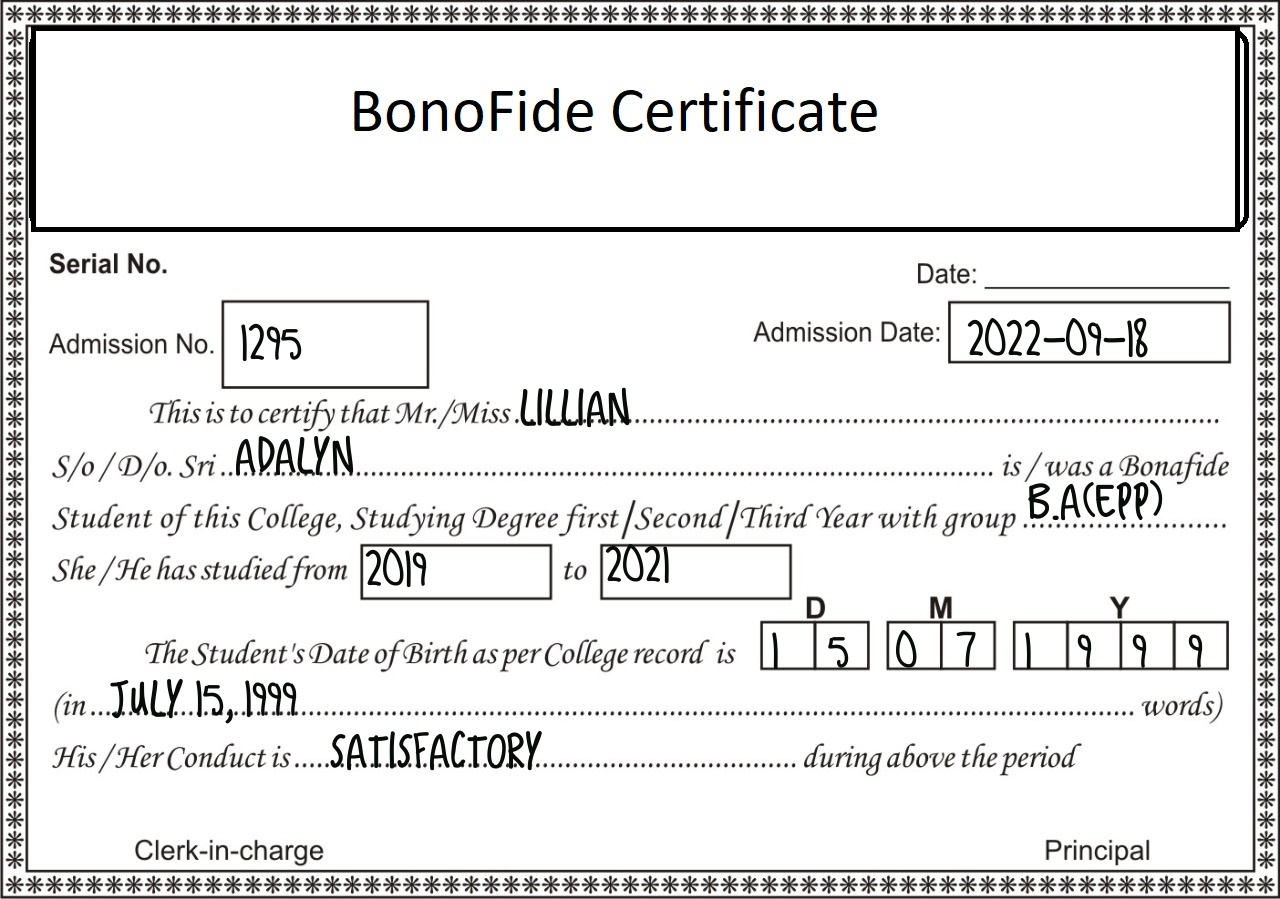 BonoFide Certificate
Serial No.
Date:
Admission No. 1295
Admission Date: 2022-09-18
This is to certify that Mr./Miss LILLIAN
S/o / D/o. Sri ADALYN is / was a Bonafide
Student of this College, Studying Degree first/Second/Third Year with group B.A(EPP)
She / He has studied from 2019 to 2021
D M Y
The Student's Date of Birth as per College record is 1 5 0 7 1 9 9 9
(in JULY 15, 1999 words)
His / Her Conduct is SATISFACTORY during above the period
Clerk-in-charge Principal